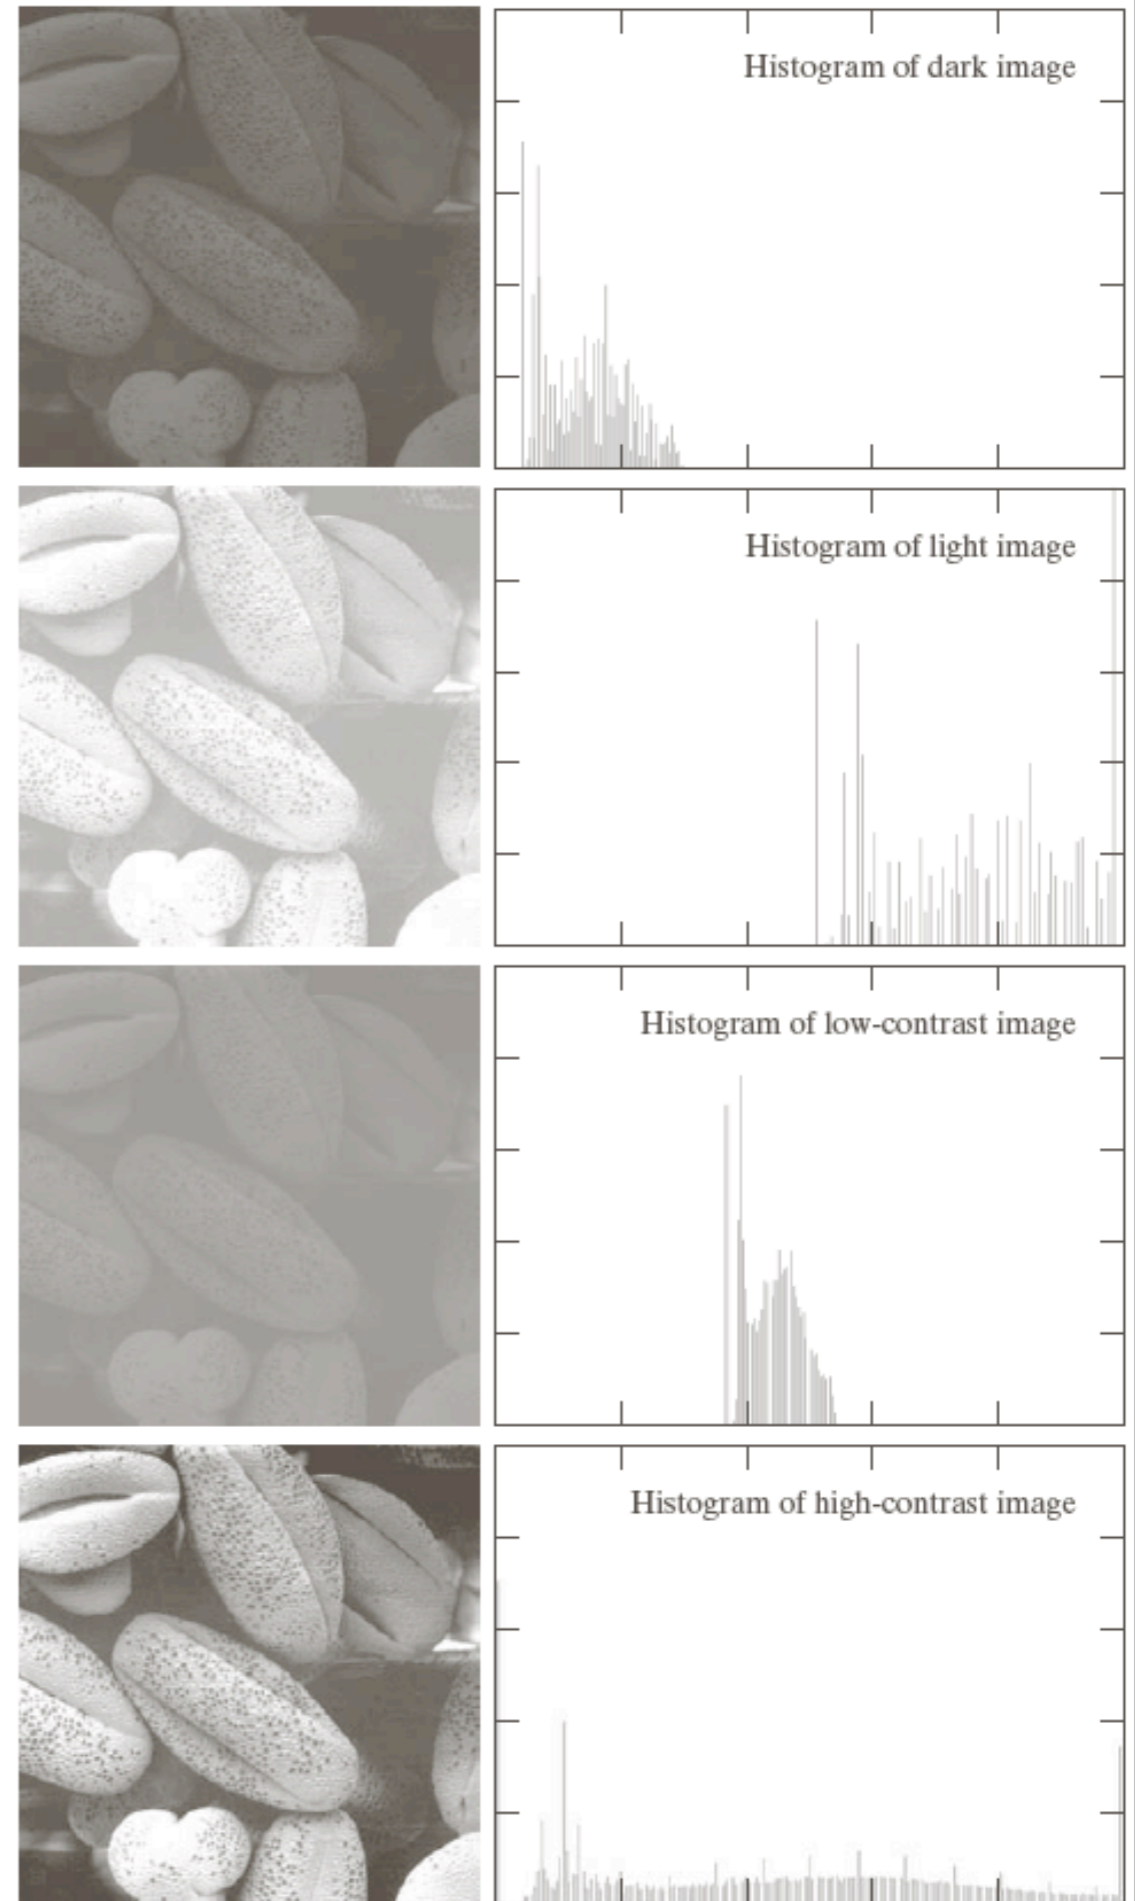 Histogram of dark image
Histogram of light image
Histogram of low-contrast image
Histogram of high-contrast image